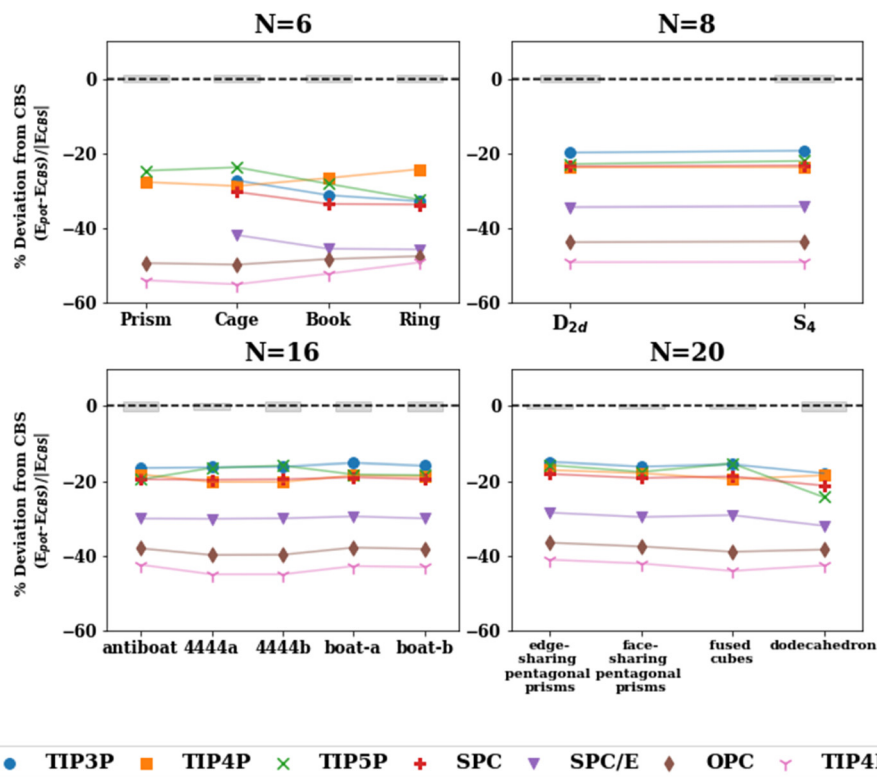 N=6
N=8
% Deviation from CBS
(Epot-ECBS)/|ECBS|
0
−20
−40
−60
0
−20
−40
−60
Prism Cage Book Ring
D2d S4
N=16
N=20
% Deviation from CBS
(Epot-ECBS)/|ECBS|
0
−20
−40
−60
0
−20
−40
−60
antiboat 4444a 4444b boat-a boat-b
edge-
sharing
pentagonal
prisms
face-
sharing
pentagonal
prisms
fused
cubes
dodecahedron
TIP3P TIP4P TIP5P SPC SPC/E OPC